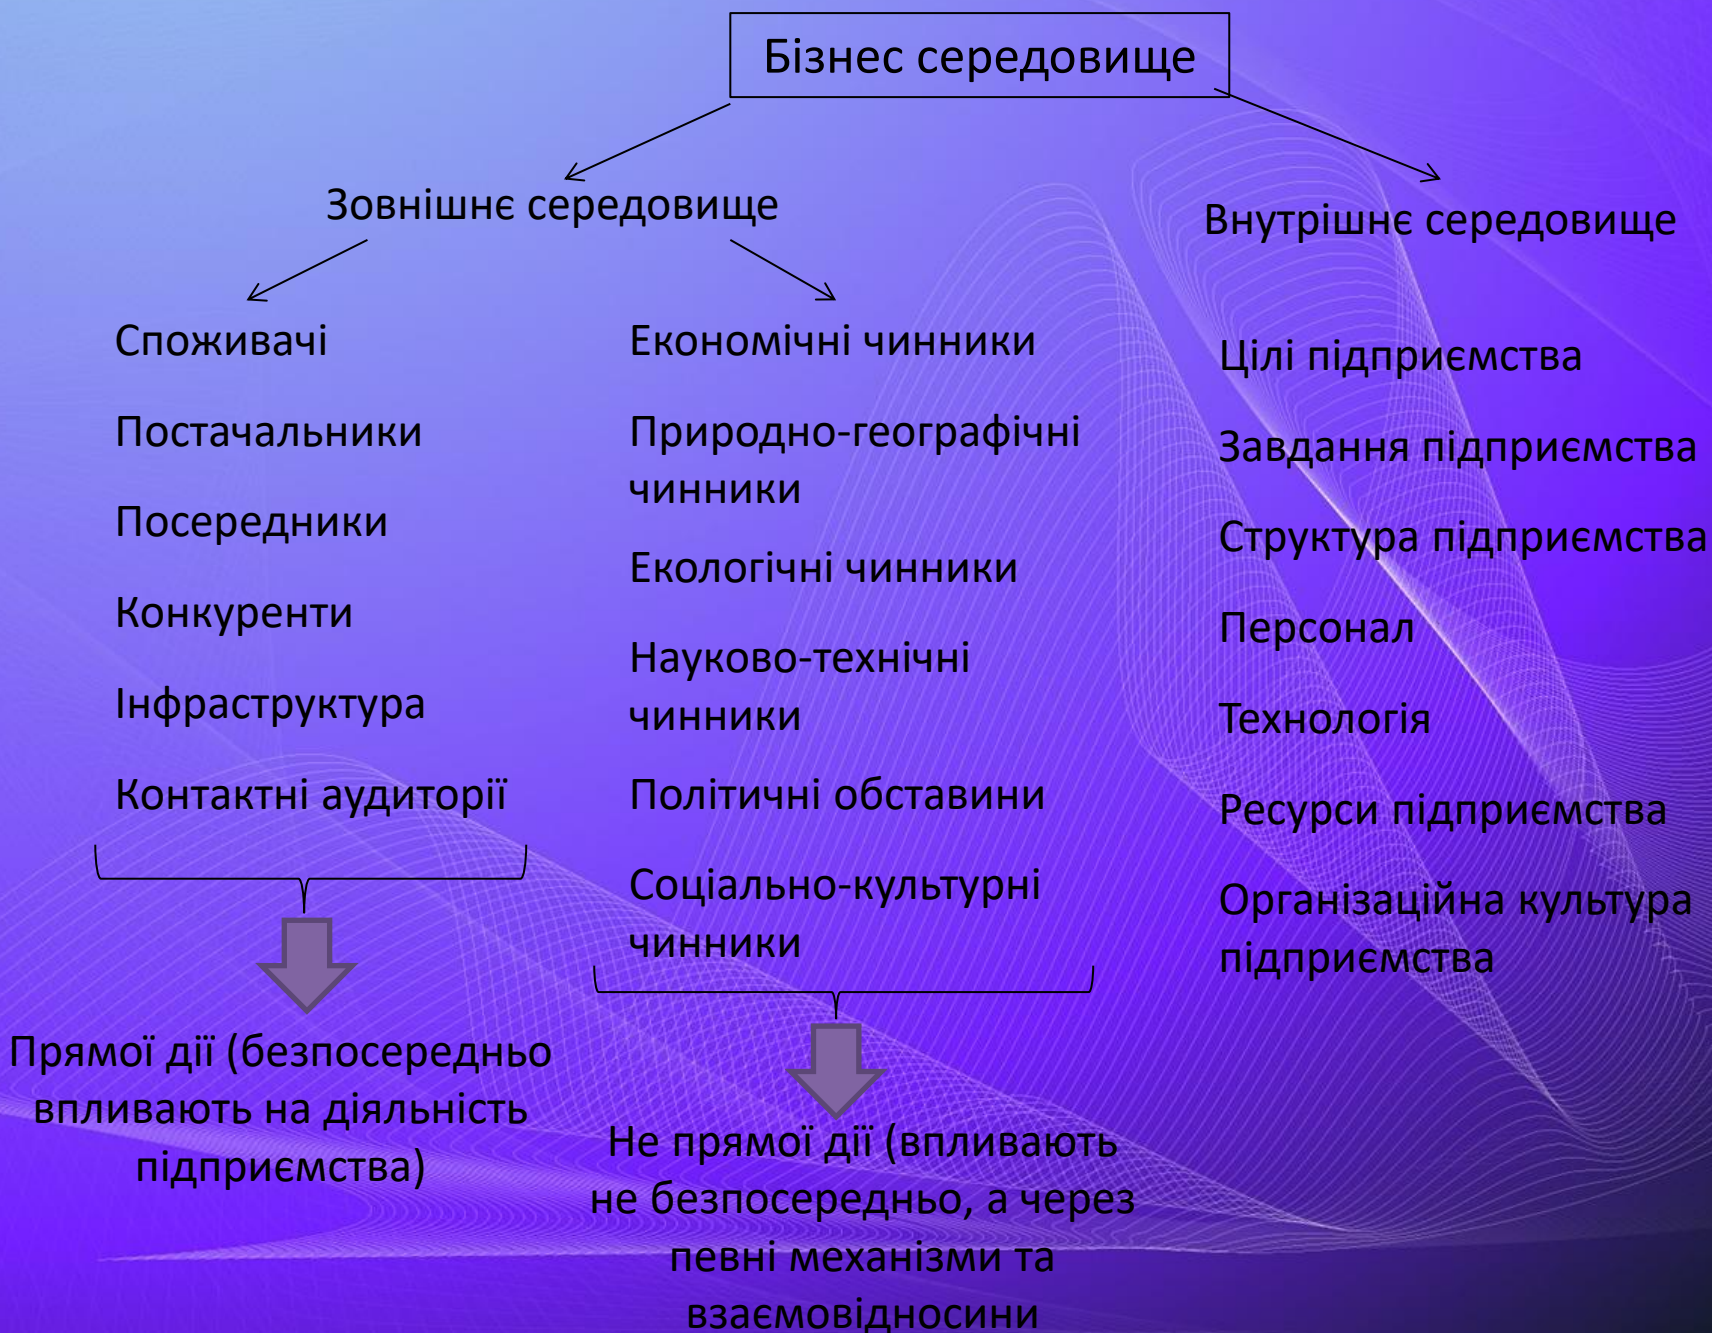 Бізнес середовище
Зовнішнє середовище
Внутрішнє середовище
Споживачі
Постачальники
Посередники
Конкуренти
Інфраструктура
Контактні аудиторії
Прямої дії (безпосередньо
впливають на діяльність
підприємства)
Економічні чинники
Природно-географічні
чинники
Екологічні чинники
Науково-технічні
чинники
Політичні обставини
Соціально-культурні
чинники
Не прямої дії (впливають
не безпосередньо, а через
певні механізми та
взаємовідносини
Цілі підприємства
Завдання підприємства
Структура підприємства
Персонал
Технологія
Ресурси підприємства
Організаційна культура
підприємства